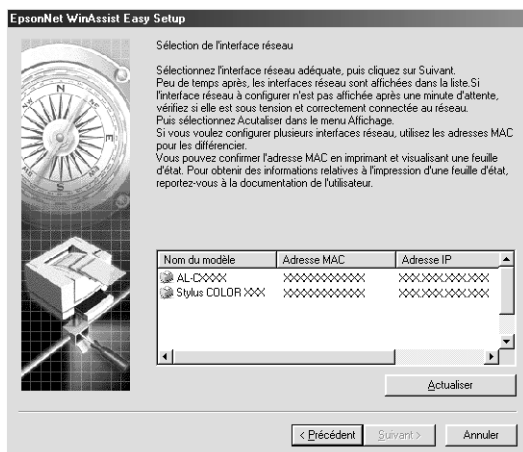 EpsonNet WinAssist Easy Setup
Sélection de l'interface réseau
Sélectionnez l'interface réseau adéquate, puis cliquez sur Suivant.
Peu de temps après, les interfaces réseau sont affichées dans la liste.Si
l'interface réseau à configurer n'est pas affichée après une minute d'attente,
vérifiez si elle est sous tension et correctement connectée au réseau.
Puis sélectionnez Acutaliser dans le menu Affichage.
Si vous voulez configurer plusieurs interfaces réseau, utilisez les adresses MAC
pour les différencier.
Vous pouvez confirmer l'adresse MAC en imprimant et visualisant une feuille
d'état. Pour obtenir des informations relatives à l'impression d'une feuille d'état,
reportez-vous à la documentation de l'utilisateur.
Nom du modèle Adresse MAC Adresse IP
AL-CXXXX XXXXXXXXXXXX XXX.XXX.XXX.XXX
Stylus COLOR XXX XXXXXXXXXXXX XXX.XXX.XXX.XXX
Actualiser
< Précédent Suivant > Annuler
N
E
S
W